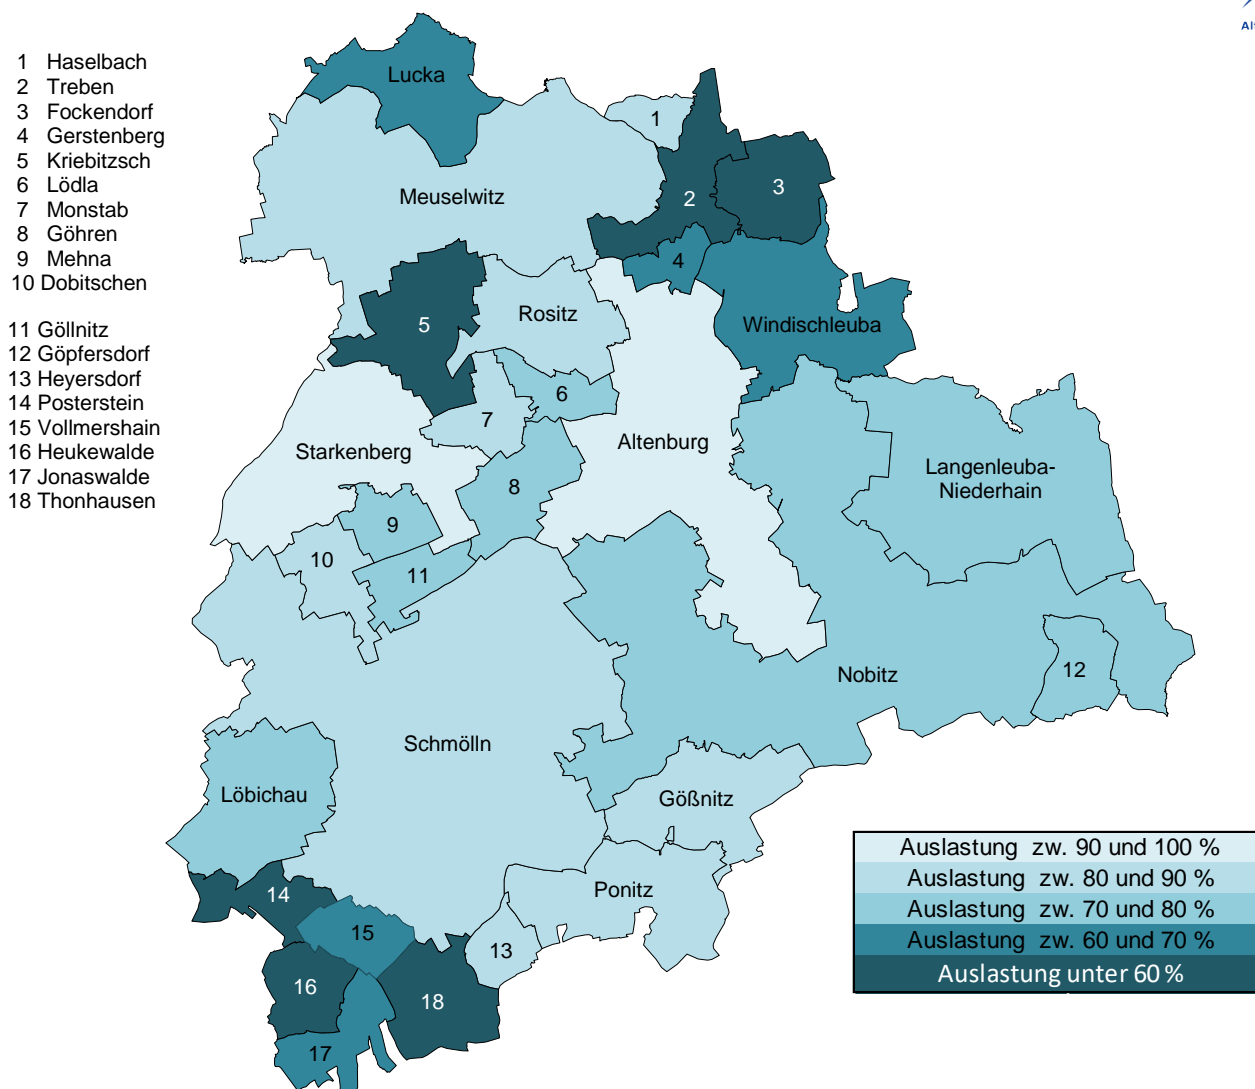 Al
1 Haselbach
2 Treben
3 Fockendorf
4 Gerstenberg
5 Kriebitzsch
6 Lödla
7 Monstab
8 Göhren
9 Mehna
10 Dobitschen
11 Göllnitz
12 Göpfersdorf
13 Heyersdorf
14 Posterstein
15 Vollmershain
16 Heukewalde
17 Jonaswalde
18 Thonhausen
Lucka
1
Meuselwitz
2
3
4
5
Rositz
Windischleuba
6
7
Starkenberg
Altenburg
Langenleuba-
Niederhain
8
9
10
11
12
Nobitz
Schmölln
Löbichau
Gößnitz
Ponitz
14
15
13
16
18
17
Auslastung zw. 90 und 100 %
Auslastung zw. 80 und 90 %
Auslastung zw. 70 und 80 %
Auslastung zw. 60 und 70 %
Auslastung unter 60 %